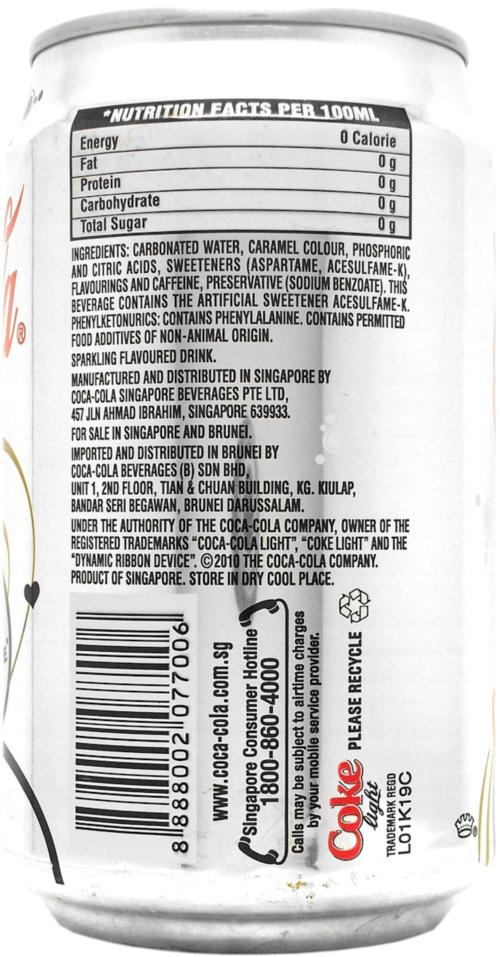 *NUTRITION FACTS PER 100ML
Energy 0 Calorie
Fat 0 g
Protein 0 g
Carbohydrate 0 g
Total Sugar 0 g
INGREDIENTS: CARBONATED WATER, CARAMEL COLOUR, PHOSPHORIC
AND CITRIC ACIDS, SWEETENERS (ASPARTAME, ACESULFAME-K),
FLAVOURINGS AND CAFFEINE, PRESERVATIVE (SODIUM BENZOATE). THIS
BEVERAGE CONTAINS THE ARTIFICIAL SWEETENER ACESULFAME-K.
PHENYLKETONURICS: CONTAINS PHENYLALANINE. CONTAINS PERMITTED
FOOD ADDITIVES OF NON-ANIMAL ORIGIN.
SPARKLING FLAVOURED DRINK.
MANUFACTURED AND DISTRIBUTED IN SINGAPORE BY
COCA-COLA SINGAPORE BEVERAGES PTE LTD,
457 JLN AHMAD IBRAHIM, SINGAPORE 639933.
FOR SALE IN SINGAPORE AND BRUNEI.
IMPORTED AND DISTRIBUTED IN BRUNEI BY
COCA-COLA BEVERAGES (B) SDN BHD,
UNIT 1, 2ND FLOOR, TIAN & CHUAN BUILDING, KG. KIULAP,
BANDAR SERI BEGAWAN, BRUNEI DARUSSALAM.
UNDER THE AUTHORITY OF THE COCA-COLA COMPANY, OWNER OF THE
REGISTERED TRADEMARKS "COCA-COLA LIGHT", "COKE LIGHT" AND THE
"DYNAMIC RIBBON DEVICE". ©2010 THE COCA-COLA COMPANY.
PRODUCT OF SINGAPORE. STORE IN DRY COOL PLACE.
8 888002 077006
www.coca-cola.com.sg
Singapore Consumer Hotline
1800-860-4000
Calls may be subject to airtime charges
by your mobile service provider.
Coke
light
PLEASE RECYCLE
TRADEMARK REGD
L01K19C